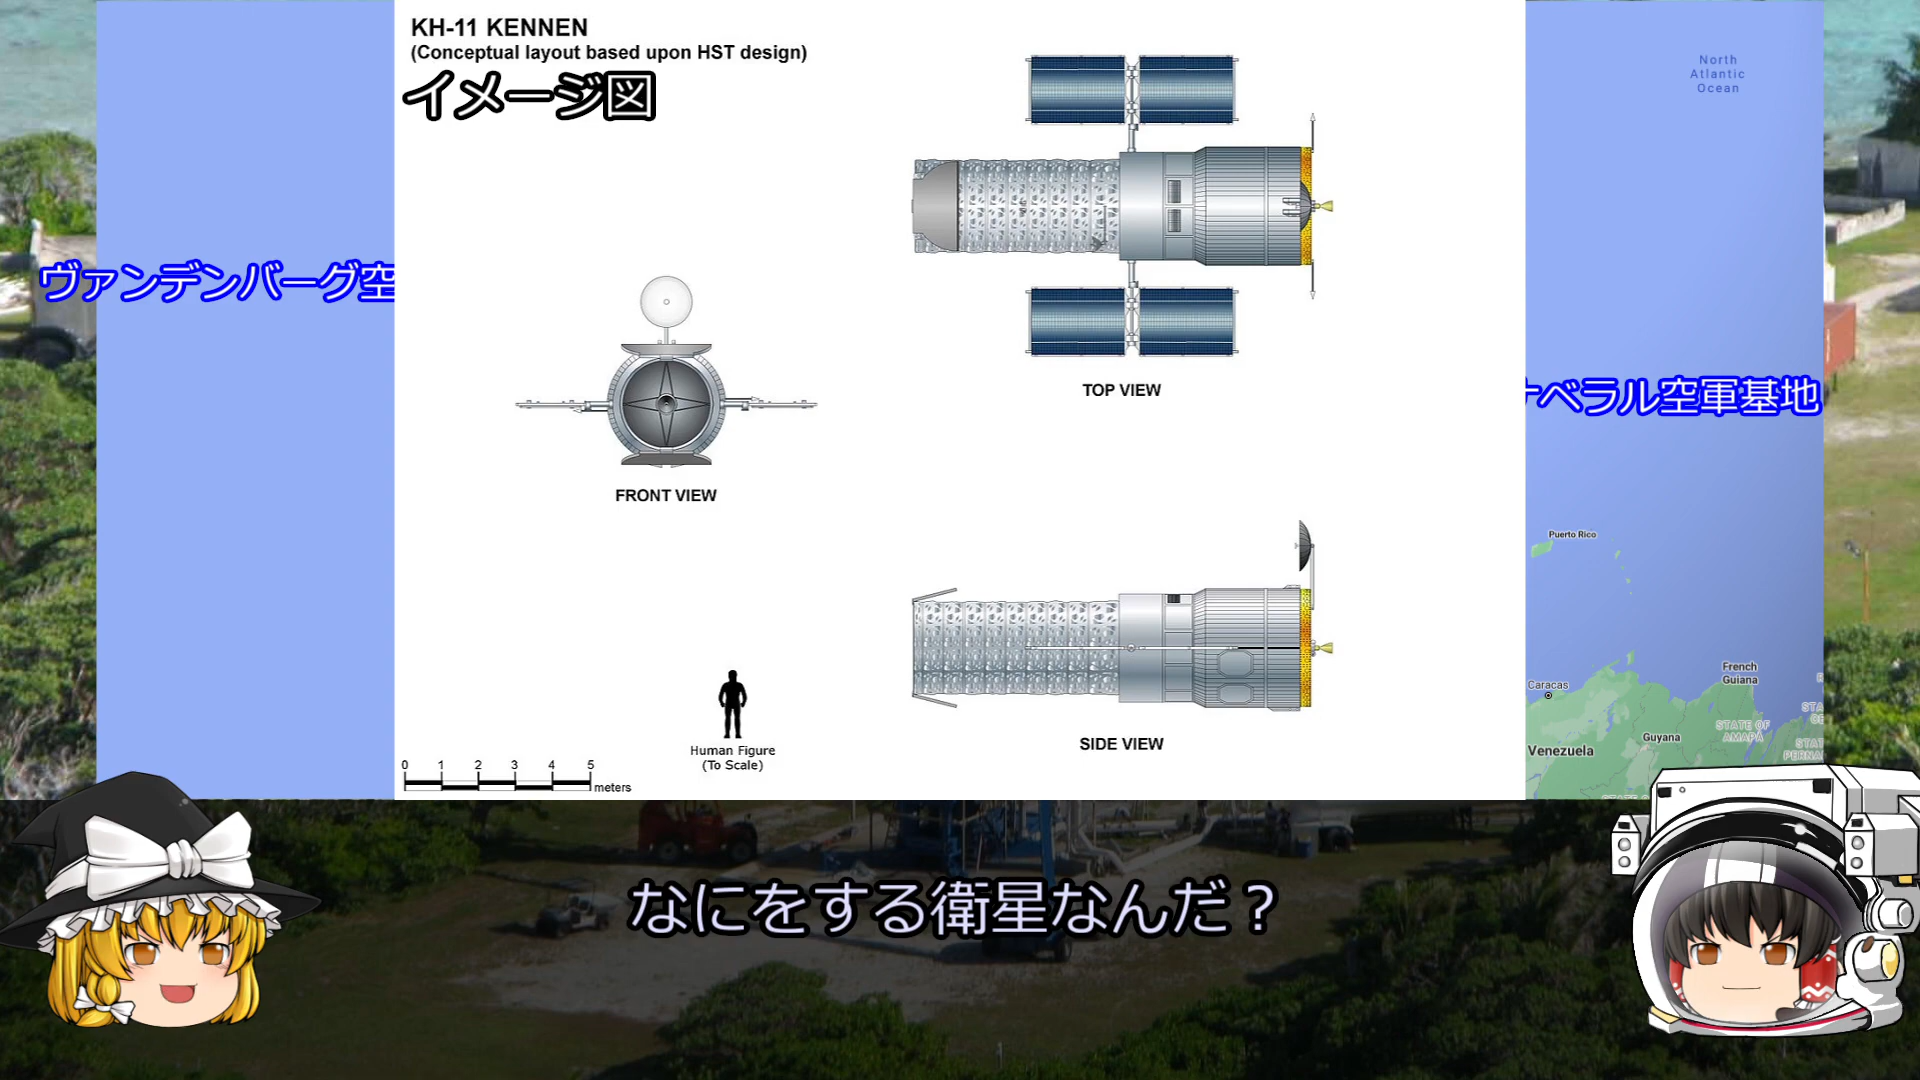 KH-11 KENNEN
(Conceptual layout based upon HST design)
イメージ図
North
Atlantic
Ocean
ヴァンデンバーグ空
TOP VIEW
ベラル空軍基地
FRONT VIEW
Puerto Rico
French
Guiana
Caracas
STATE OF
AMAPÁ
Guyana
Venezuela
SIDE VIEW
Human Figure
(To Scale)
0 1 2 3 4 5
meters
なにをする衛星なんだ？